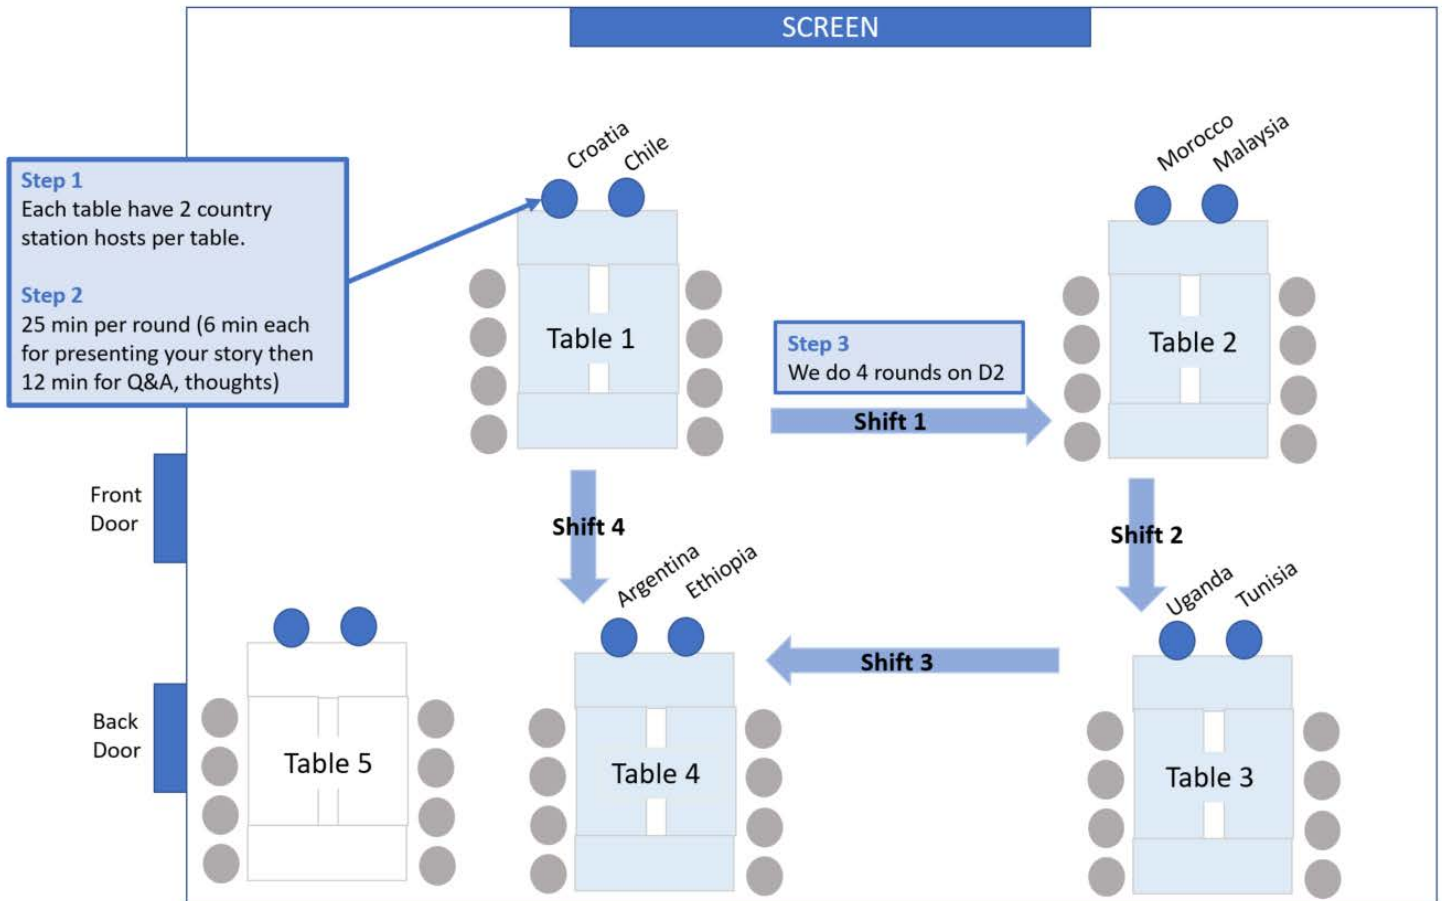 SCREEN
Croatia
Chile
Morocco
Malaysia
Step 1
Each table have 2 country
station hosts per table.
Step 2
25 min per round (6 min each
for presenting your story then
12 min for Q&A, thoughts)
Table 1
Step 3
We do 4 rounds on D2
Table 2
Shift 1
Front
Door
Shift 4
Shift 2
Argentina
Ethiopia
Uganda
Tunisia
Shift 3
Back
Door
Table 5
Table 4
Table 3